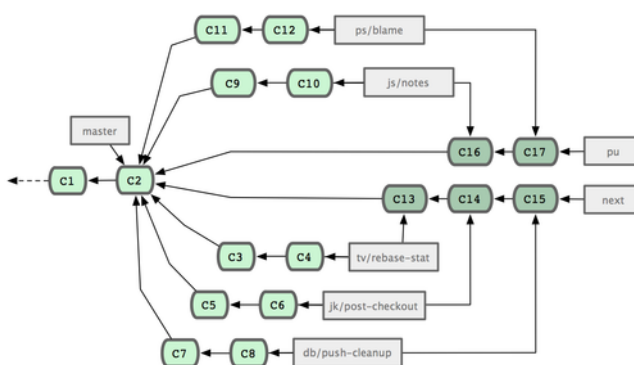 C11 C12 ps/blame
C9 C10 js/notes
master
C16 C17 pu
C1 C2
C13 C14 C15 next
C3 C4 tv/rebase-stat
C5 C6 jk/post-checkout
C7 C8 db/push-cleanup